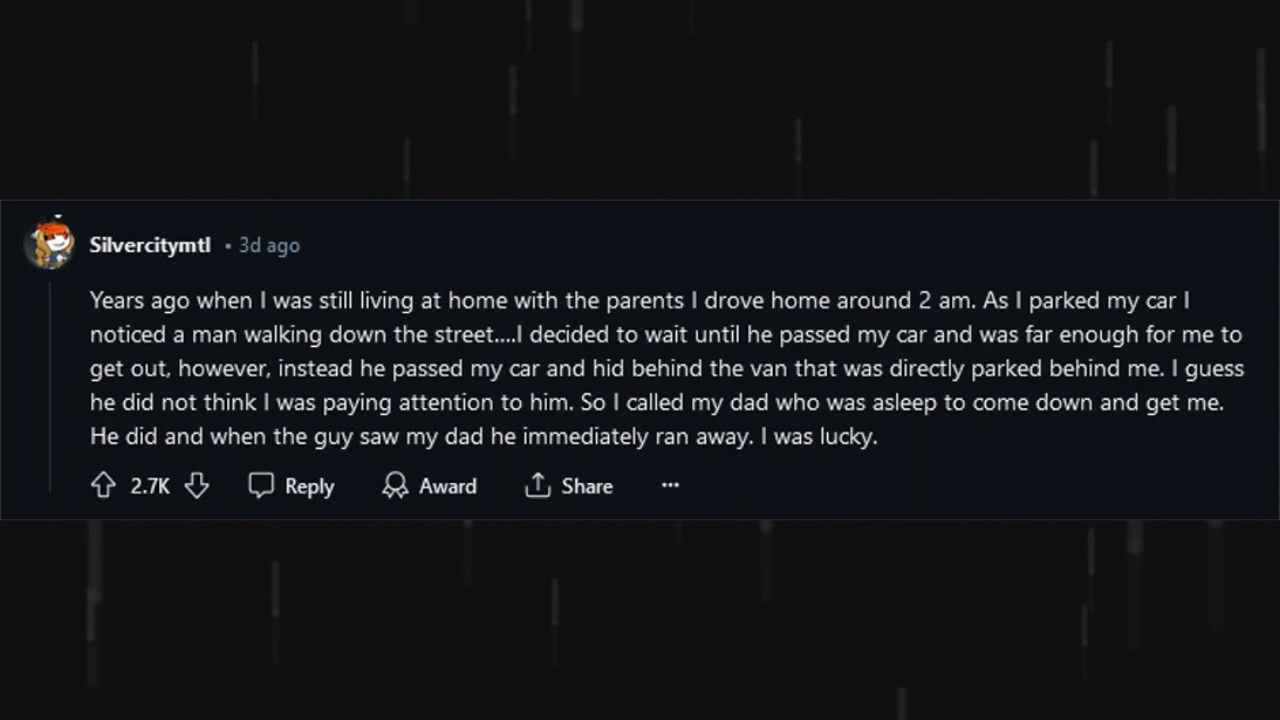 Silvercitymtl • 3d ago
Years ago when I was still living at home with the parents I drove home around 2 am. As I parked my car I
noticed a man walking down the street....I decided to wait until he passed my car and was far enough for me to
get out, however, instead he passed my car and hid behind the van that was directly parked behind me. I guess
he did not think I was paying attention to him. So I called my dad who was asleep to come down and get me.
He did and when the guy saw my dad he immediately ran away. I was lucky.
2.7K Reply Award Share ...